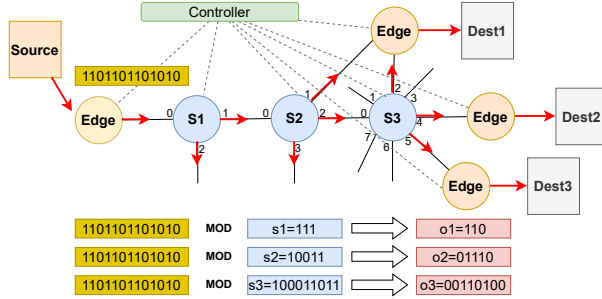 Controller
Source
Edge
Dest1
1101101101010
Edge
0
S1
1
2
0
S2
1
2
3
0
S3
1
2
3
4
5
6
7
Edge
Dest2
Edge
Dest3
1101101101010 MOD s1=111 o1=110
1101101101010 MOD s2=10011 o2=01110
1101101101010 MOD s3=100011011 o3=00110100